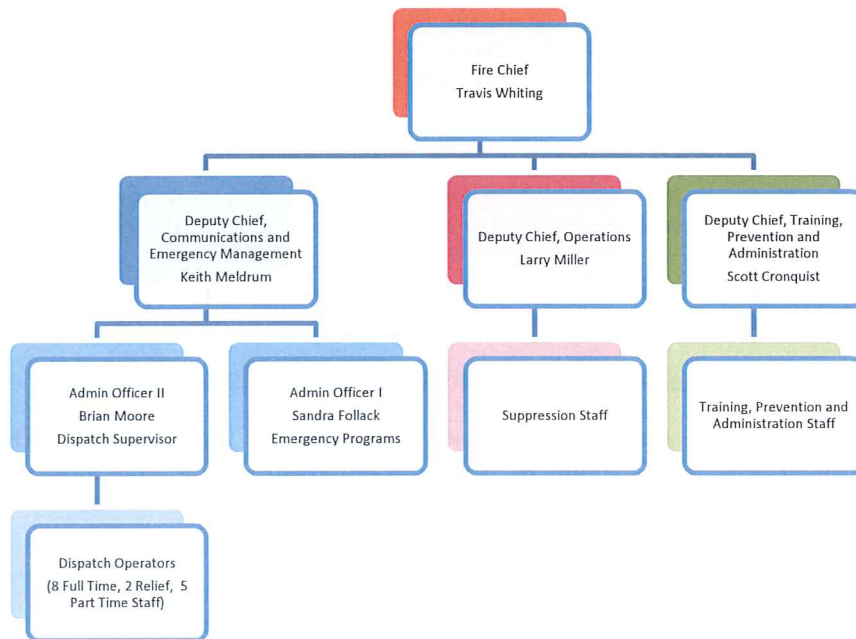 Fire Chief
Travis Whiting
Deputy Chief,
Communications and
Emergency Management
Keith Meldrum
Deputy Chief, Operations
Larry Miller
Deputy Chief, Training,
Prevention and
Administration
Scott Cronquist
Admin Officer II
Brian Moore
Dispatch Supervisor
Admin Officer I
Sandra Follack
Emergency Programs
Suppression Staff
Training, Prevention and
Administration Staff
Dispatch Operators
(8 Full Time, 2 Relief, 5
Part Time Staff)